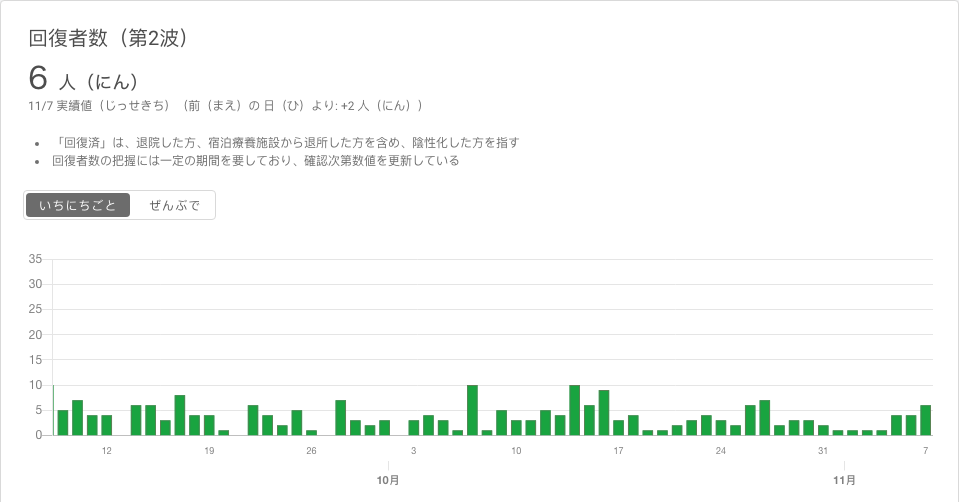 回復者数（第2波）
6 人（にん）
11/7 実績値（じっせきち）（前（まえ）の 日（ひ）より: +2 人（にん））
• 「回復済」は、退院した方、宿泊療養施設から退所した方を含め、陰性化した方を指す
• 回復者数の把握には一定の期間を要しており、確認次第数値を更新している
いちにちごと ぜんぶで
35
30
25
20
15
10
5
0
12 19 26 3 10 17 24 31 7
10月 11月